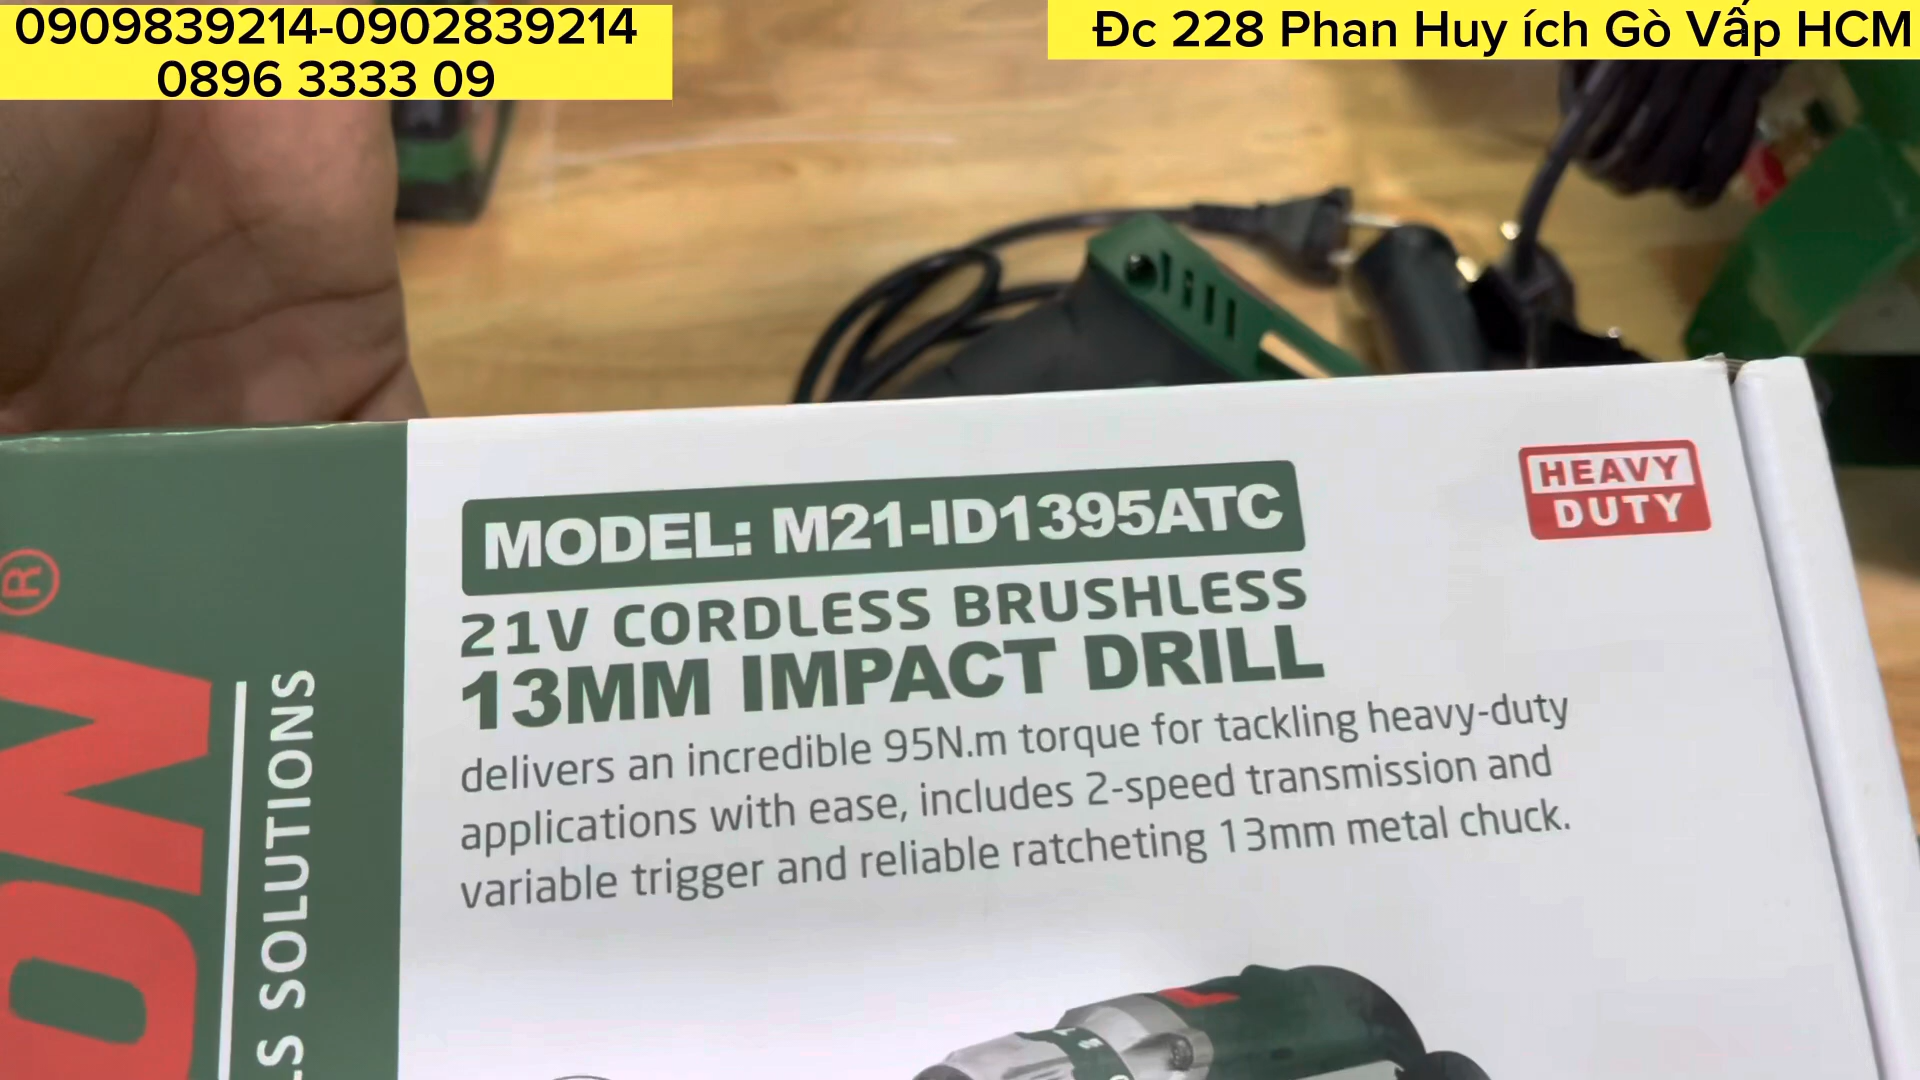 0909839214-0902839214
0896 3333 09
Đc 228 Phan Huy ích Gò Vấp HCM
HEAVY
DUTY
MODEL: M21-ID1395ATC
21V CORDLESS BRUSHLESS
13MM IMPACT DRILL
delivers an incredible 95N.m torque for tackling heavy-duty
applications with ease, includes 2-speed transmission and
variable trigger and reliable ratcheting 13mm metal chuck.
®
SOLUTIONS